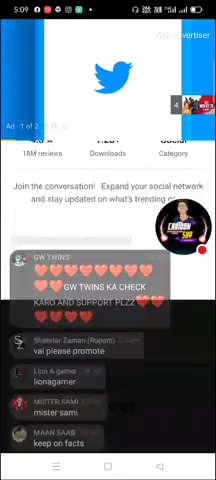 5:09
Visit advertiser
4
Ad · 1 of 2
18M reviews
Downloads
Category
Join the conversation! Expand your social network
and stay updated on what's trending
GW TWINS
GW TWINS KA CHECK
KARO AND SUPPORT PLZZ
Shahriar Zaman (Rupom)
vai please promote
Lion A gamer
lionagamer
MISTER SAMI
mister sami
MAAN SAAB
keep on facts